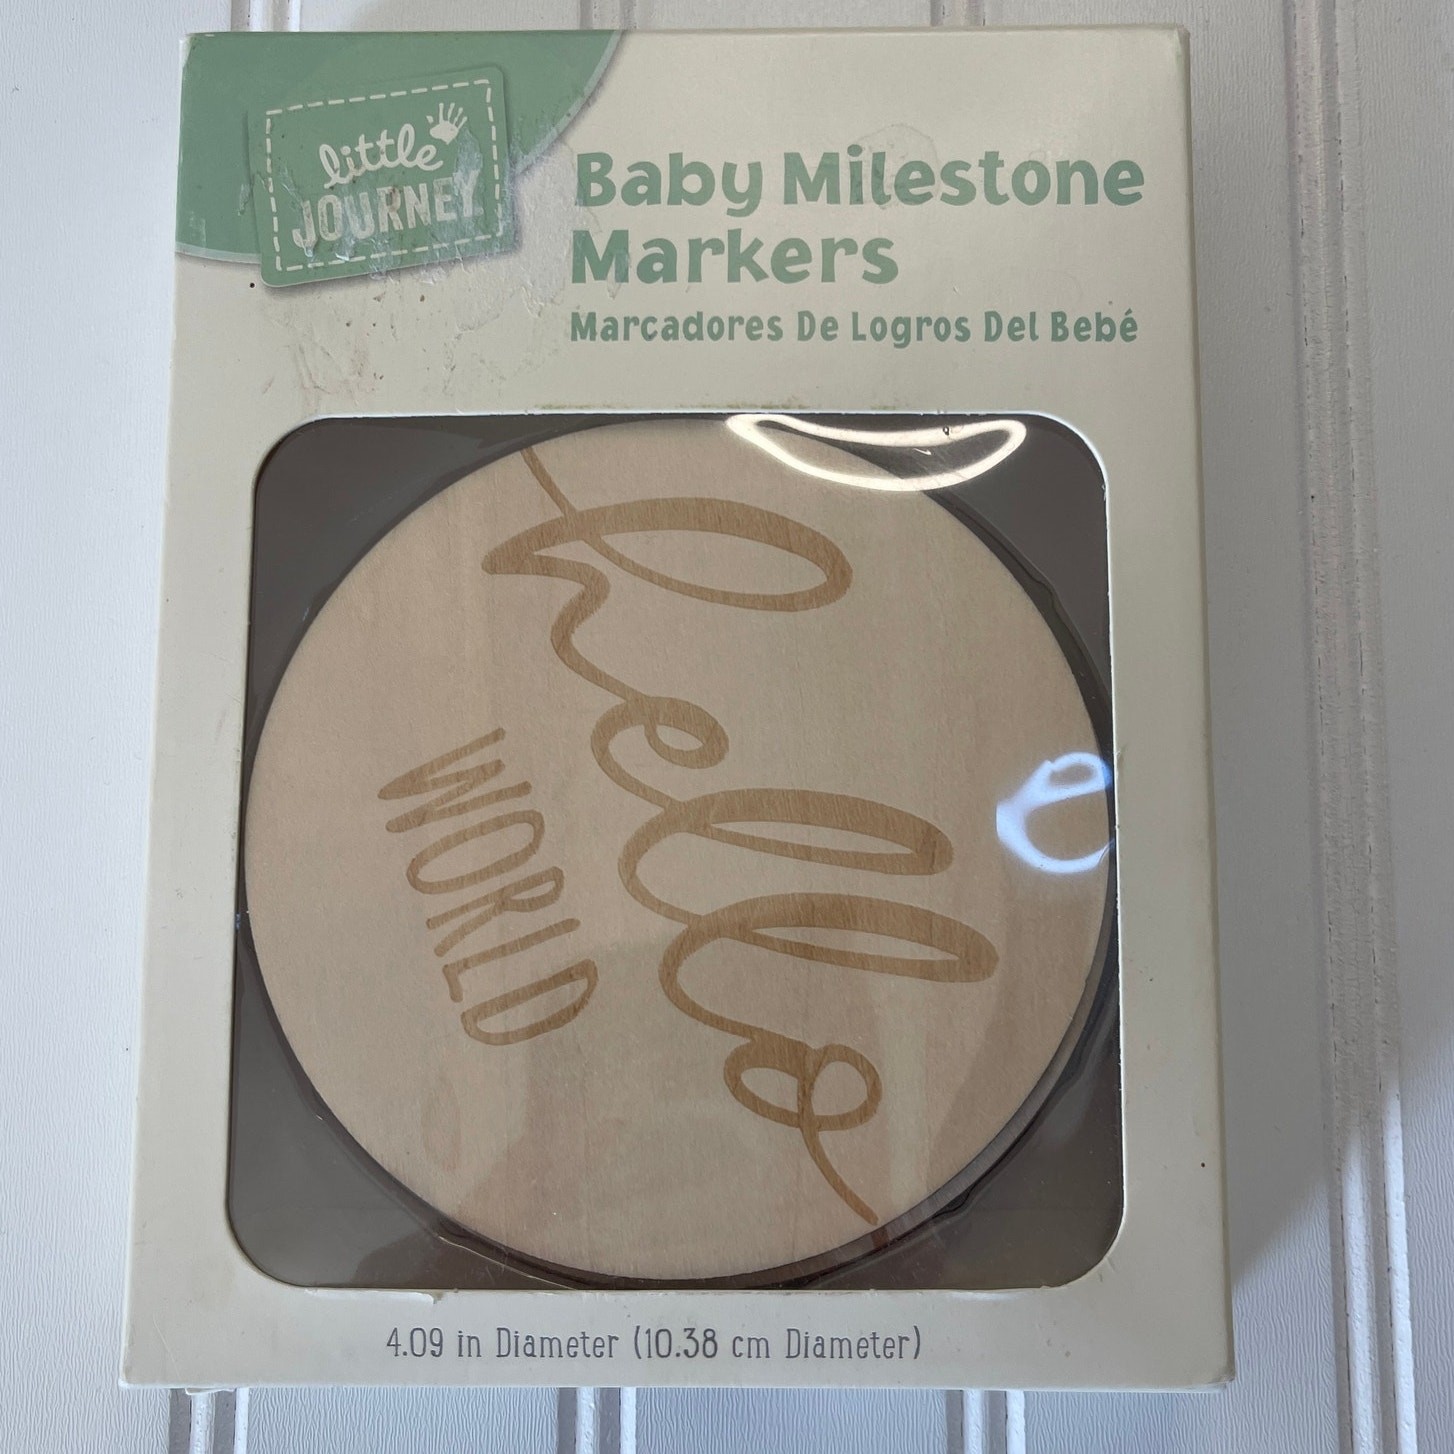 little
JOURNEY
Baby Milestone
Markers
Marcadores De Logros Del Bebé
hello
WORLD
4.09 in Diameter (10.38 cm Diameter)